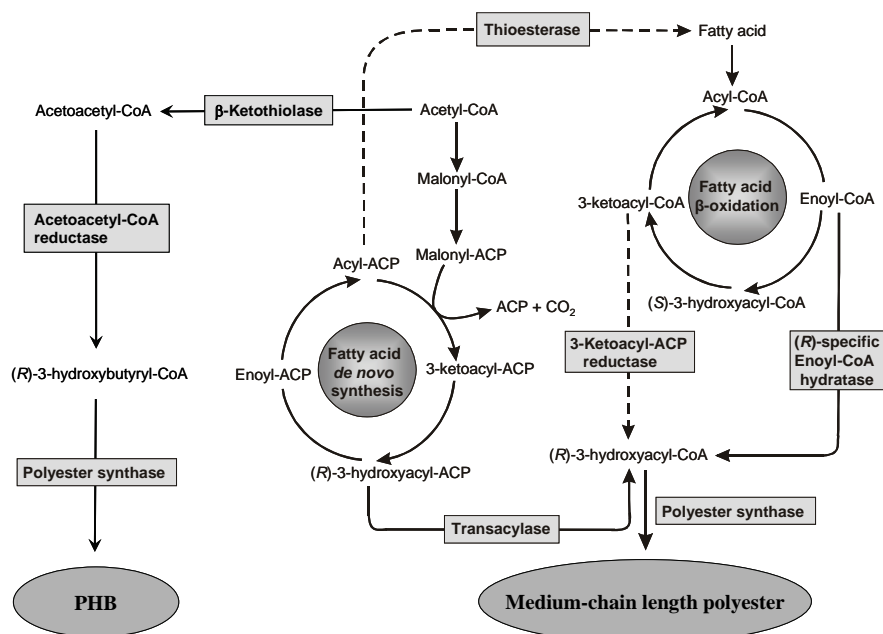 Thioesterase
Fatty acid
Acyl-CoA
Acetoacetyl-CoA
β-Ketothiolase
Acetyl-CoA
Malonyl-CoA
Fatty acid
β-oxidation
3-ketoacyl-CoA
Enoyl-CoA
Acetoacetyl-CoA
reductase
Malonyl-ACP
Acyl-ACP
(S)-3-hydroxyacyl-CoA
ACP + CO₂
3-Ketoacyl-ACP
reductase
(R)-specific
Enoyl-CoA
hydratase
(R)-3-hydroxybutyryl-CoA
Enoyl-ACP
Fatty acid
de novo
synthesis
3-ketoacyl-ACP
(R)-3-hydroxyacyl-CoA
Polyester synthase
(R)-3-hydroxyacyl-ACP
Transacylase
Polyester synthase
PHB
Medium-chain length polyester